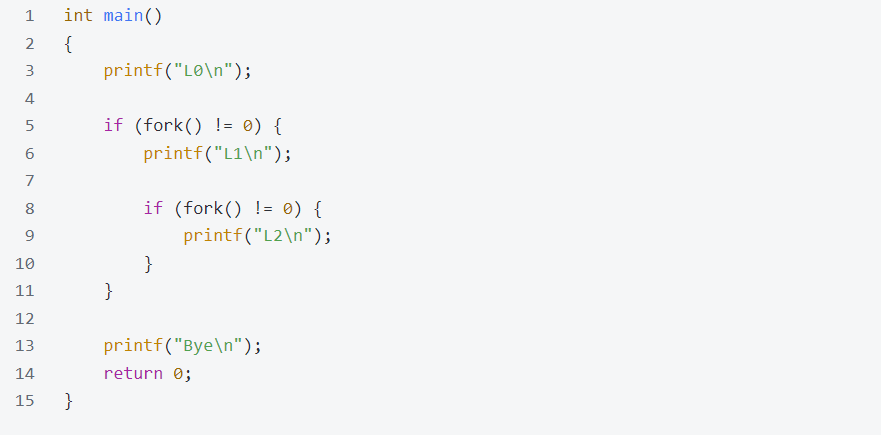 1 int main()
2 {
3     printf("L0\n");
4
5     if (fork() != 0) {
6         printf("L1\n");
7
8         if (fork() != 0) {
9             printf("L2\n");
10         }
11     }
12
13     printf("Bye\n");
14     return 0;
15 }